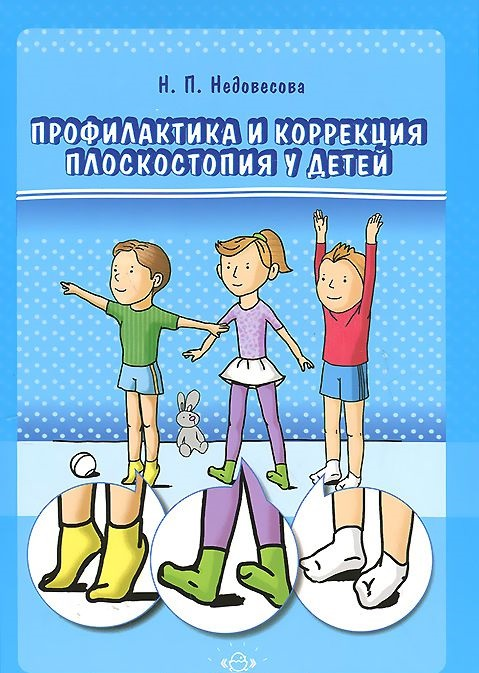 Н. П. Недовесова
ПРОФИЛАКТИКА И КОРРЕКЦИЯ
ПЛОСКОСТОПИЯ У ДЕТЕЙ